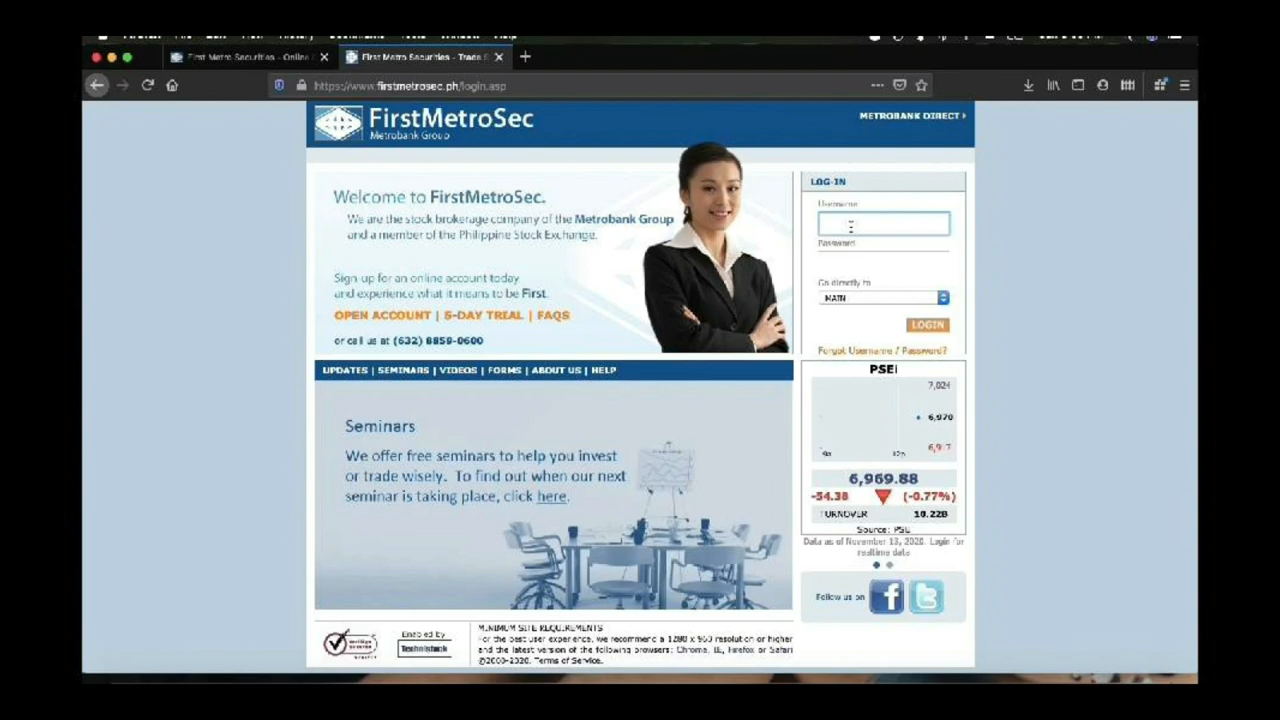 First Metro Securities - Online
First Metro Securities - Trade
https://www.firstmetrosec.ph/login.asp
FirstMetroSec
Metrobank Group
METROBANK DIRECT
Welcome to FirstMetroSec.
We are the stock brokerage company of the Metrobank Group
and a member of the Philippine Stock Exchange.
Sign-up for an online account today
and experience what it means to be First.
OPEN ACCOUNT | 5-DAY TRIAL | FAQS
or call us at (632) 8859-0600
LOG-IN
Username
Password
Go directly to
MAIN
LOGIN
Forgot Username / Password?
UPDATES | SEMINARS | VIDEOS | FORMS | ABOUT US | HELP
Seminars
We offer free seminars to help you invest
or trade wisely. To find out when our next
seminar is taking place, click here.
PSEi
7,024
6,970
6,917
12p
6,969.88
-54.38 (-0.77%)
TURNOVER 10.22B
Source: PSE
Data as of November 13, 2020. Login for
realtime data
Follow us on
Enabled by
Technistock
MINIMUM SITE REQUIREMENTS
For the best user experience, we recommend a 1280 x 960 resolution or higher
and the latest version of the following browsers: Chrome, IE, Firefox or Safari
©2000-2020. Terms of Service.